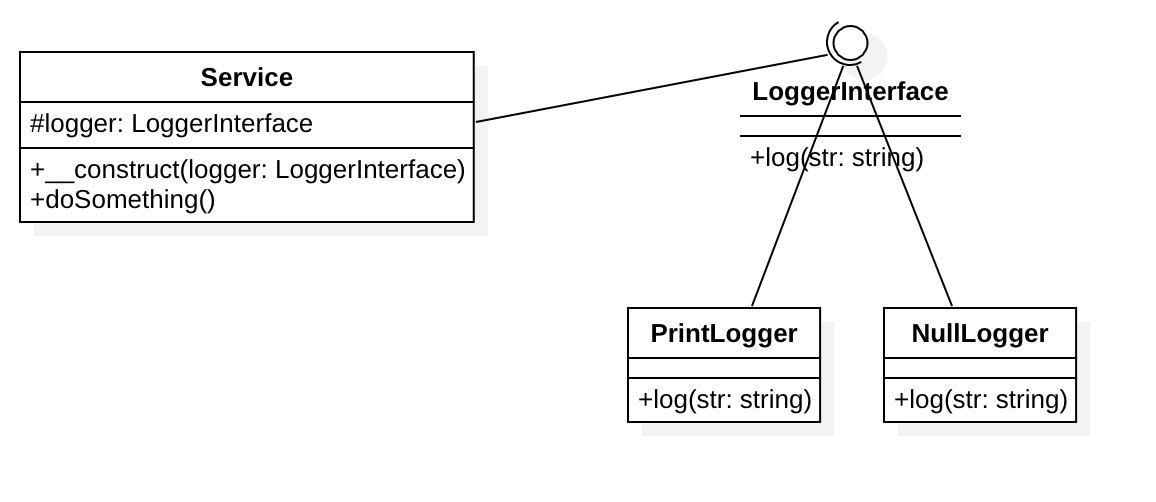 Service
#logger: LoggerInterface
+__construct(logger: LoggerInterface)
+doSomething()
LoggerInterface
+log(str: string)
PrintLogger
+log(str: string)
NullLogger
+log(str: string)